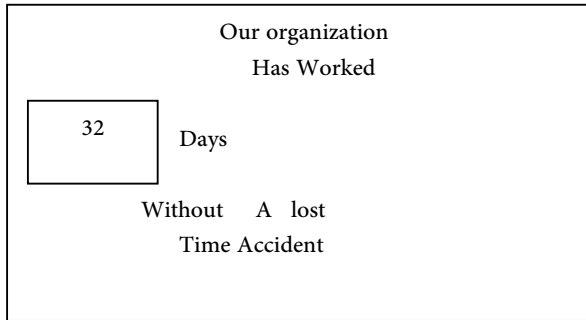 Our organization
Has Worked
32 Days
Without A lost
Time Accident